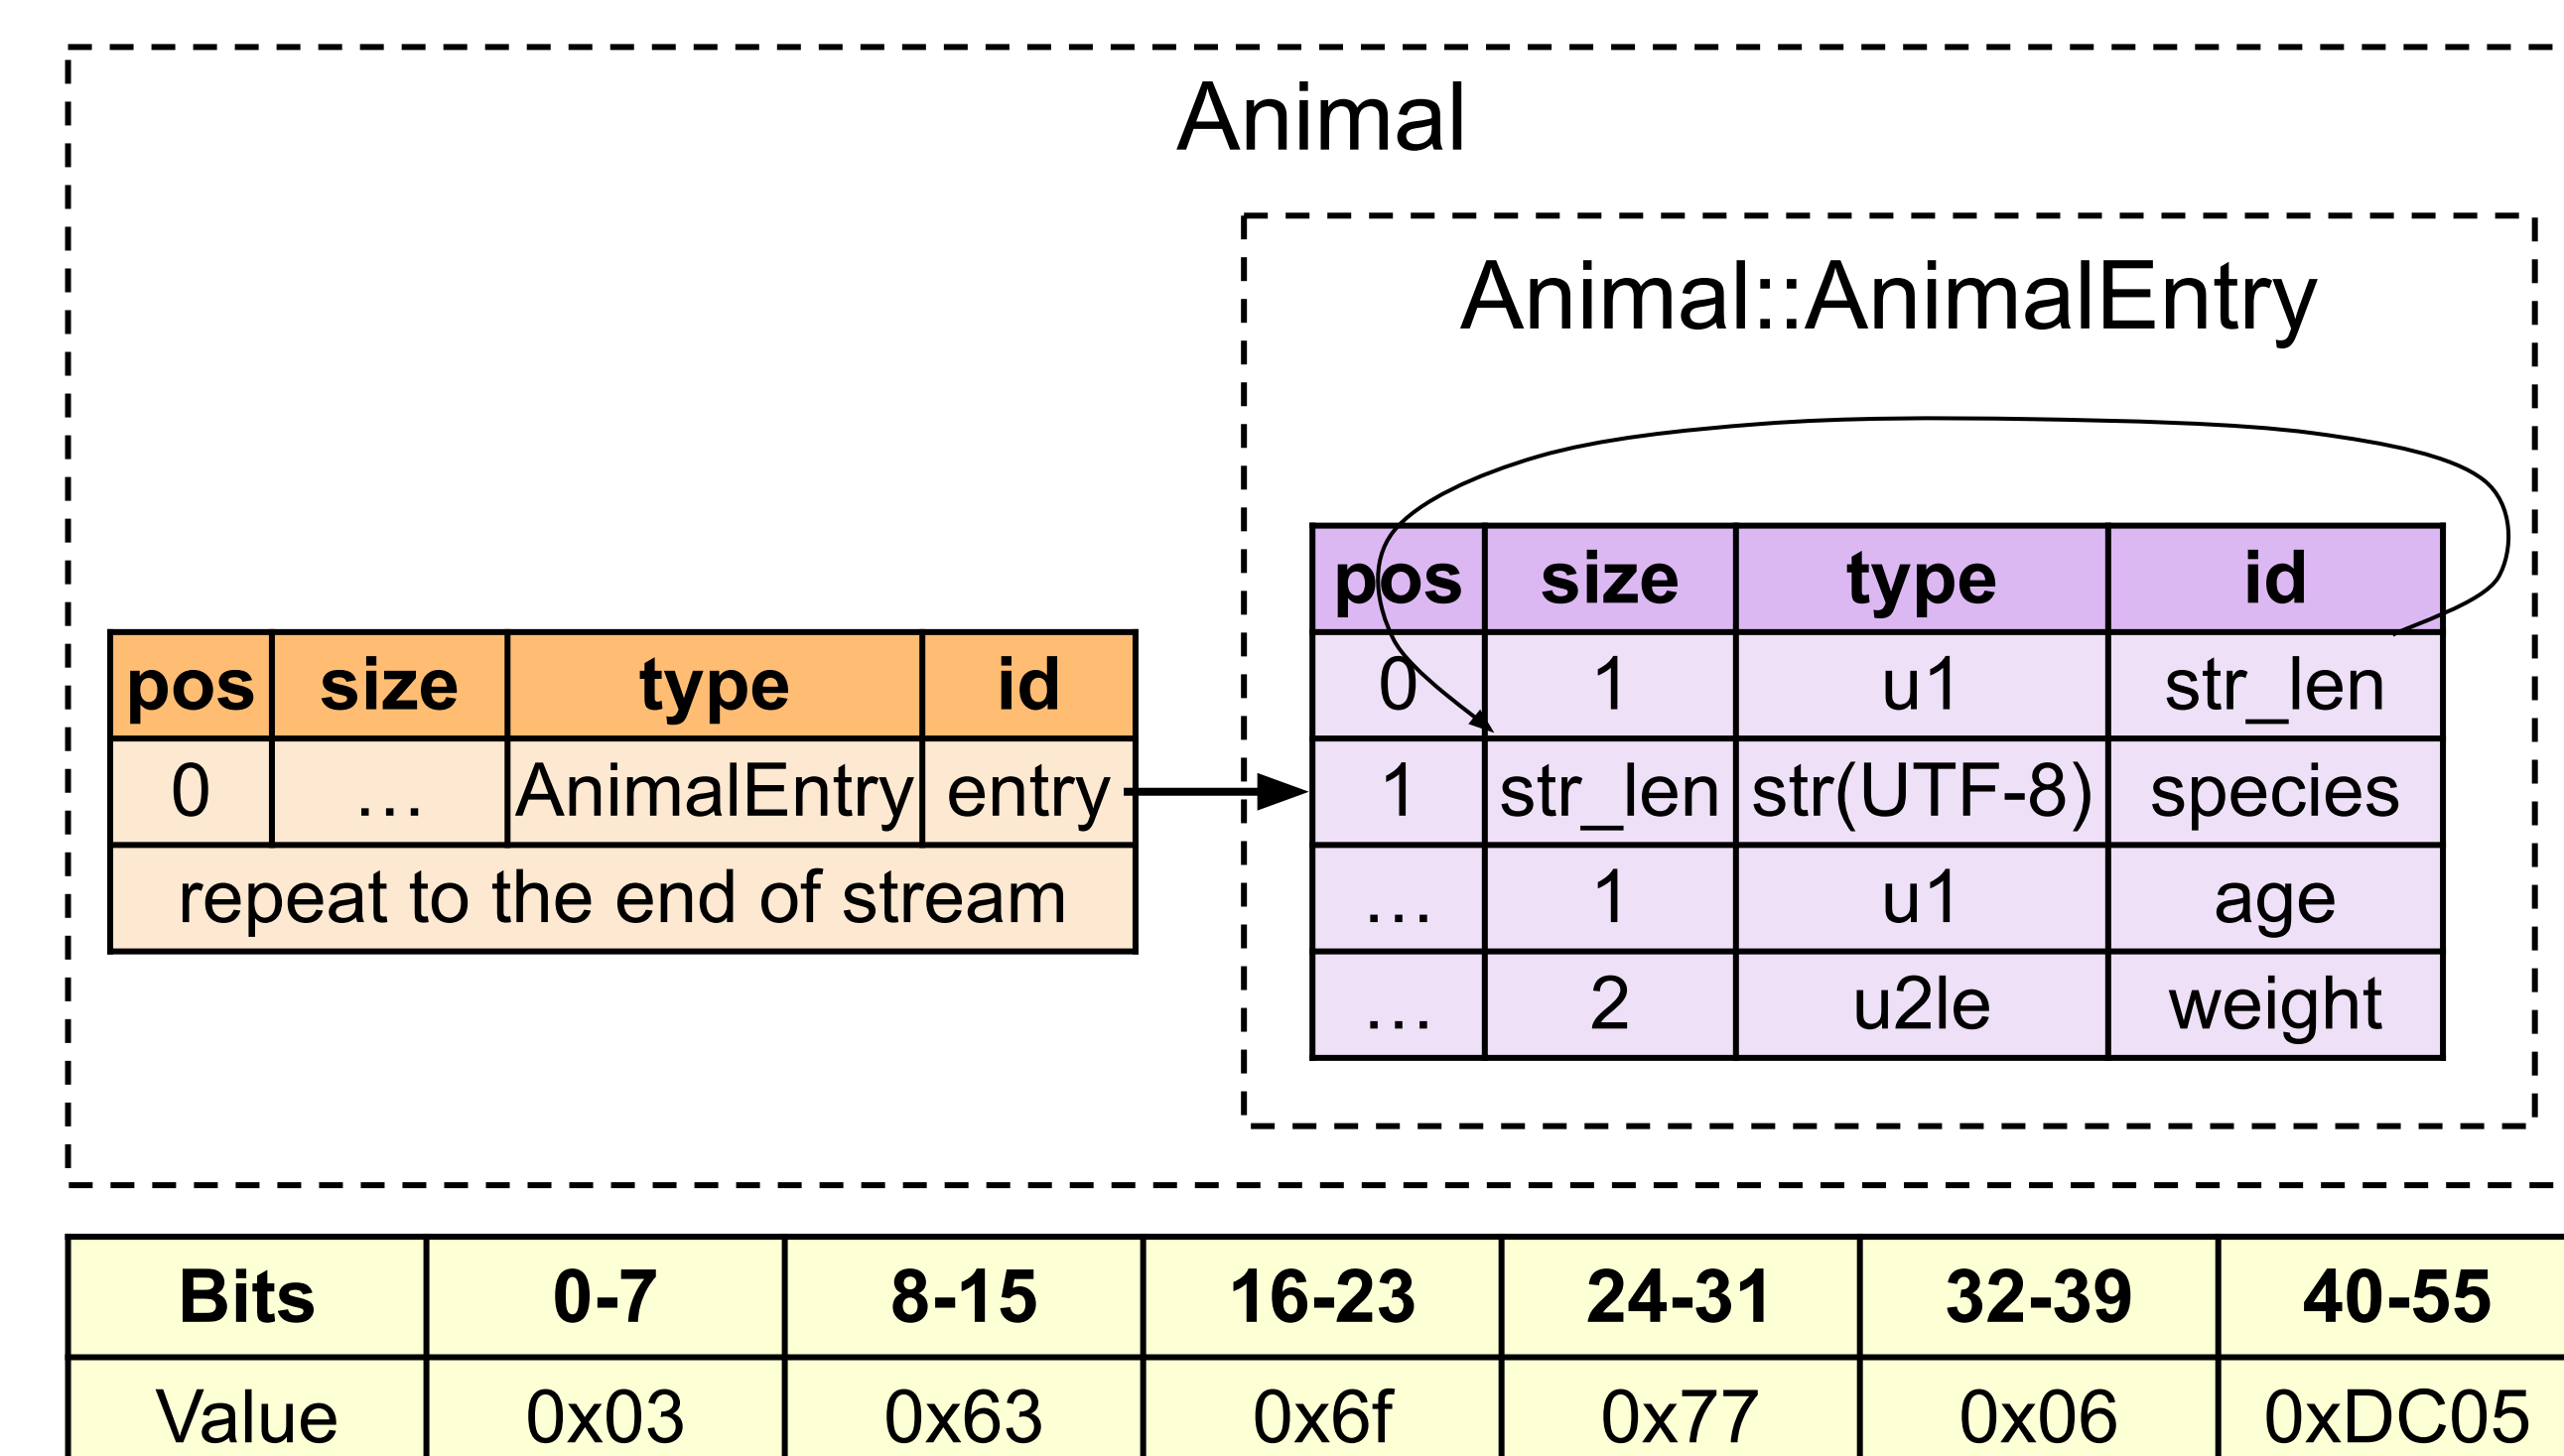 Animal
Animal::AnimalEntry
pos size type id
0 … AnimalEntry entry
repeat to the end of stream
pos size type id
0 1 u1 str_len
1 str_len str(UTF-8) species
… 1 u1 age
… 2 u2le weight
Bits 0-7 8-15 16-23 24-31 32-39 40-55
Value 0x03 0x63 0x6f 0x77 0x06 0xDC05